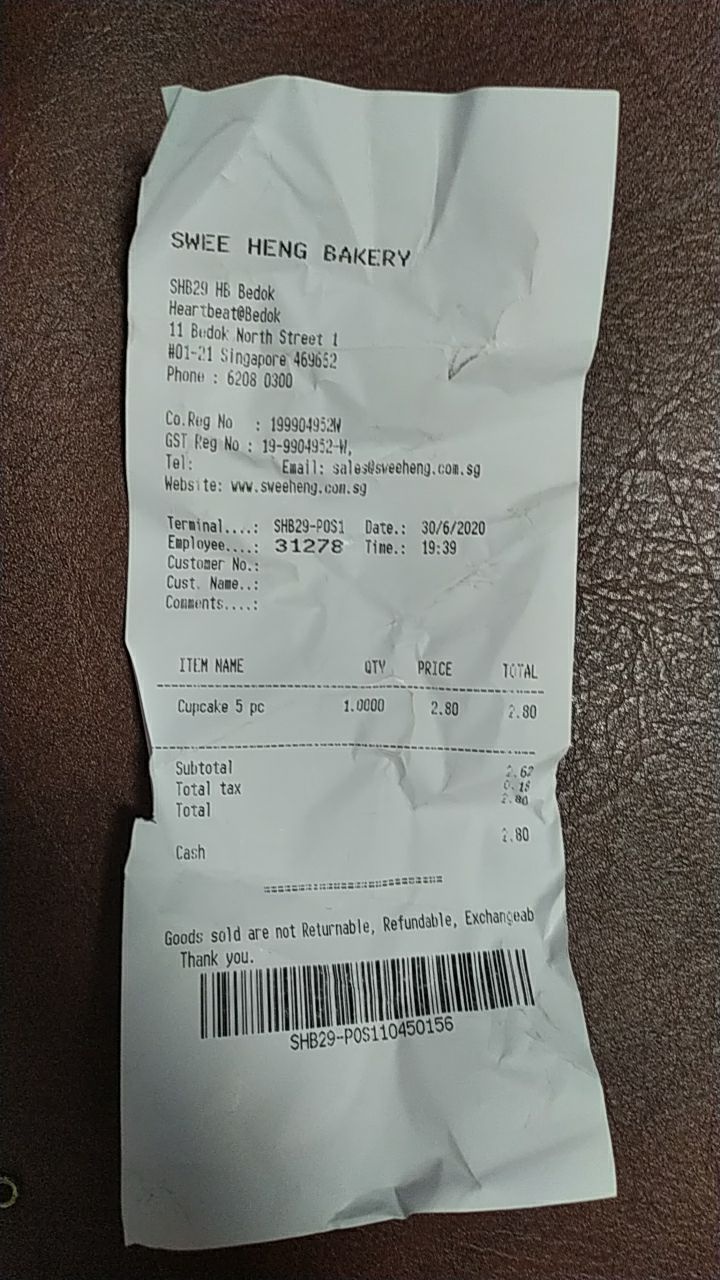 SWEE HENG BAKERY
SHB29 HB Bedok
Heartbeat@Bedok
11 Bedok North Street 1
#01-21 Singapore 469662
Phone : 6208 0300
Co.Reg No : 199904952W
GST Reg No : 19-9904952-W,
Tel: Email: sales@sweeheng.com.sg
Website: www.sweeheng.com.sg
Terminal....: SHB29-POS1 Date.: 30/6/2020
Employee....: 31278 Time.: 19:39
Customer No.:
Cust. Name..:
Comments....:
ITEM NAME QTY PRICE TOTAL
Cupcake 5 pc 1.0000 2.80 2.80
Subtotal 2.62
Total tax 0.18
Total 2.80
Cash 2.80
Goods sold are not Returnable, Refundable, Exchangeab
Thank you.
SHB29-POS110450156